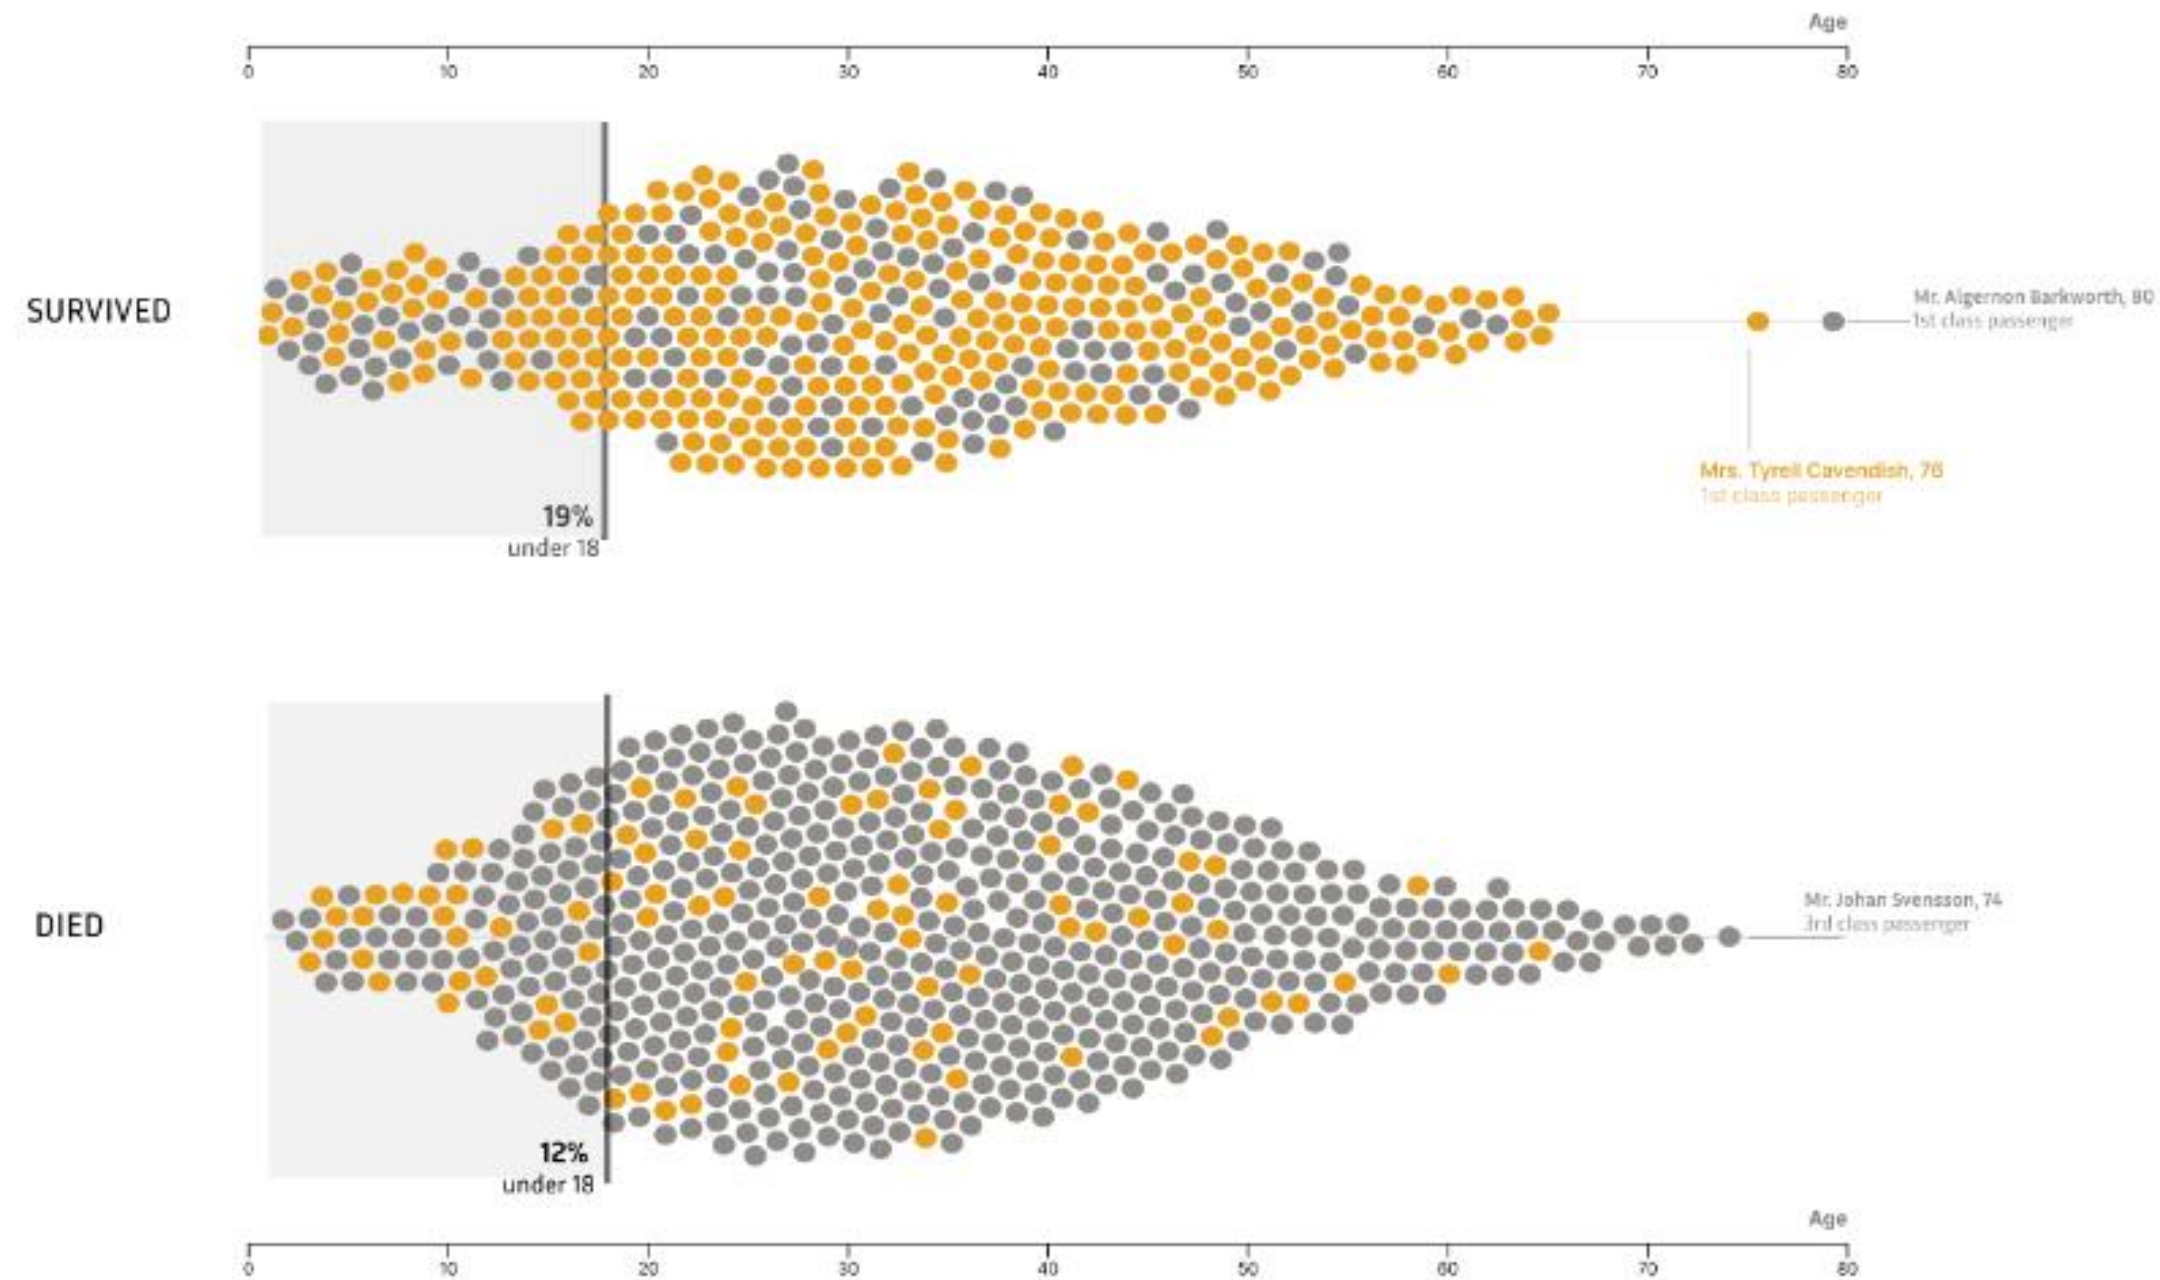 Age
0 10 20 30 40 50 60 70 80
SURVIVED
Mr. Algernon Barkworth, 80
1st class passenger
Mrs. Tyrell Cavendish, 76
1st class passenger
19%
under 18
DIED
Mr. Johan Svensson, 74
3rd class passenger
12%
under 18
Age
0 10 20 30 40 50 60 70 80